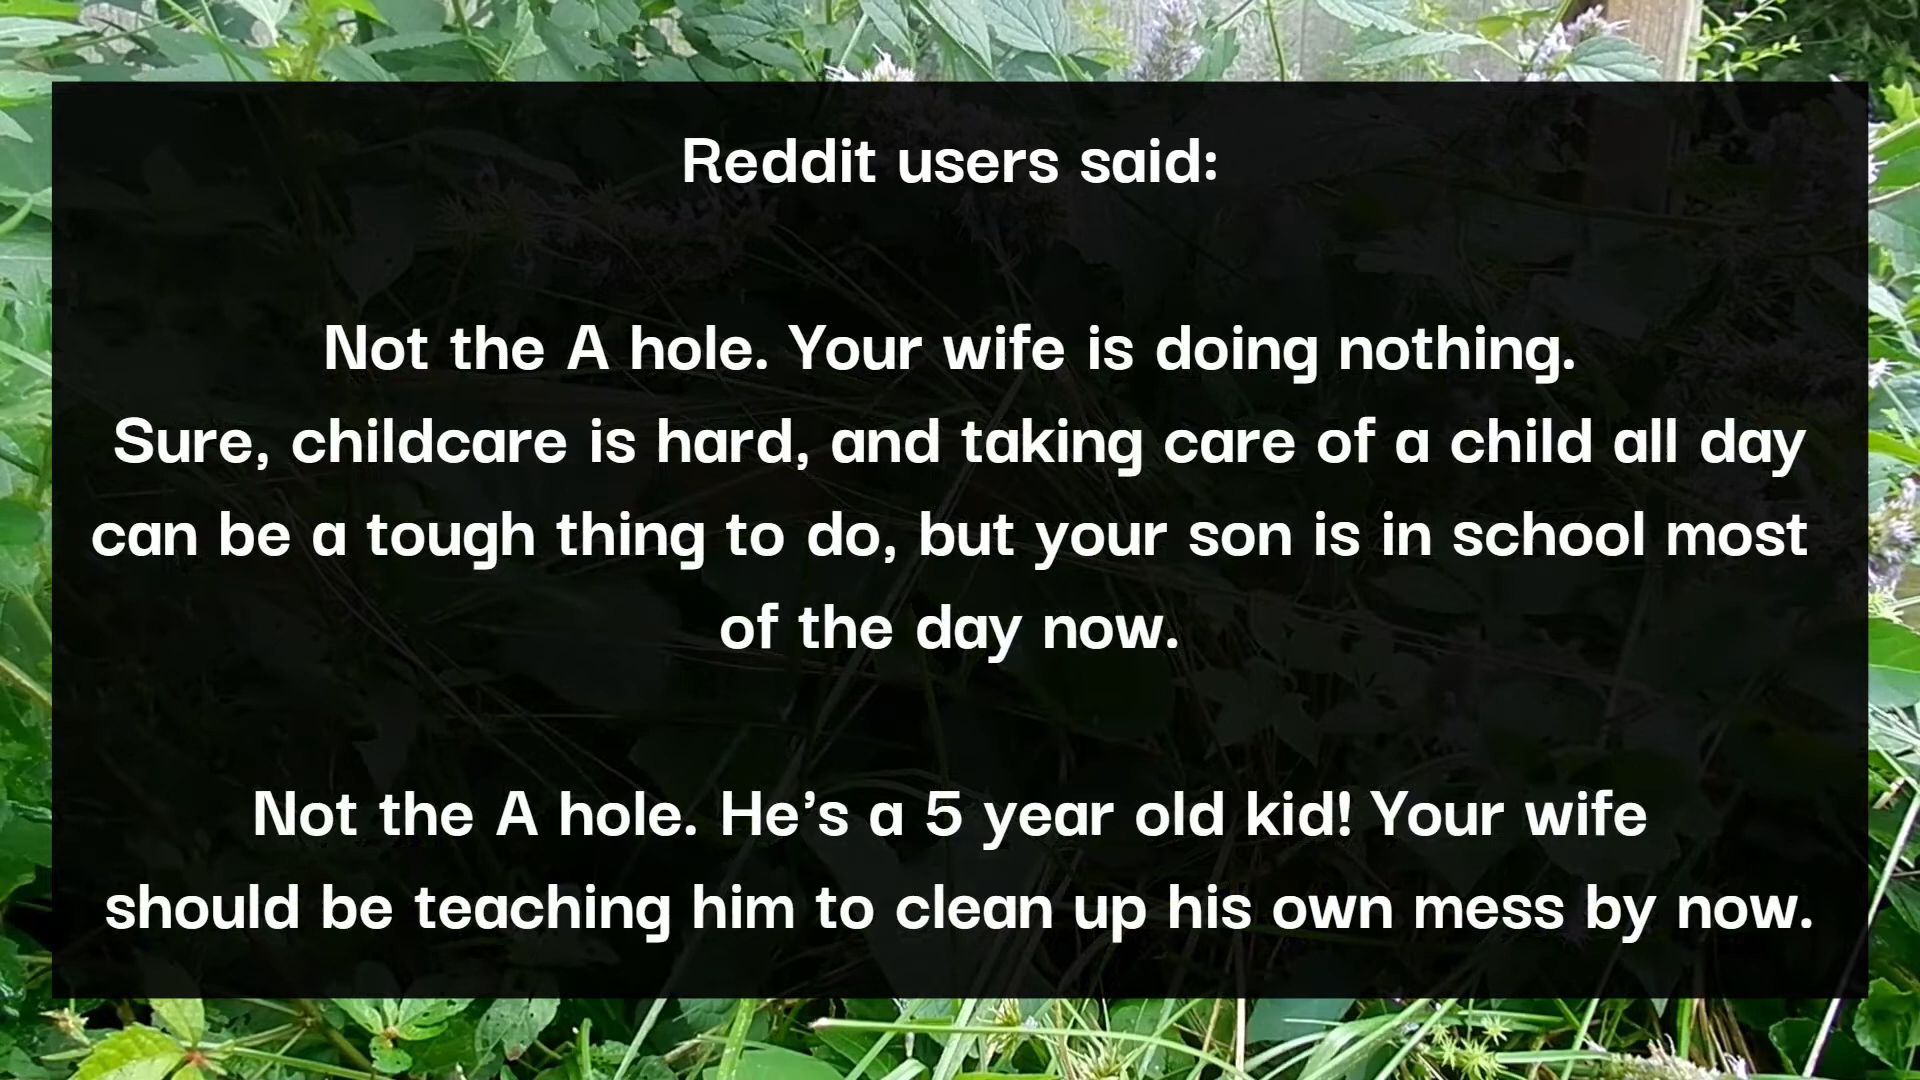 Reddit users said:
Not the A hole. Your wife is doing nothing.
Sure, childcare is hard, and taking care of a child all day
can be a tough thing to do, but your son is in school most
of the day now.
Not the A hole. He's a 5 year old kid! Your wife
should be teaching him to clean up his own mess by now.